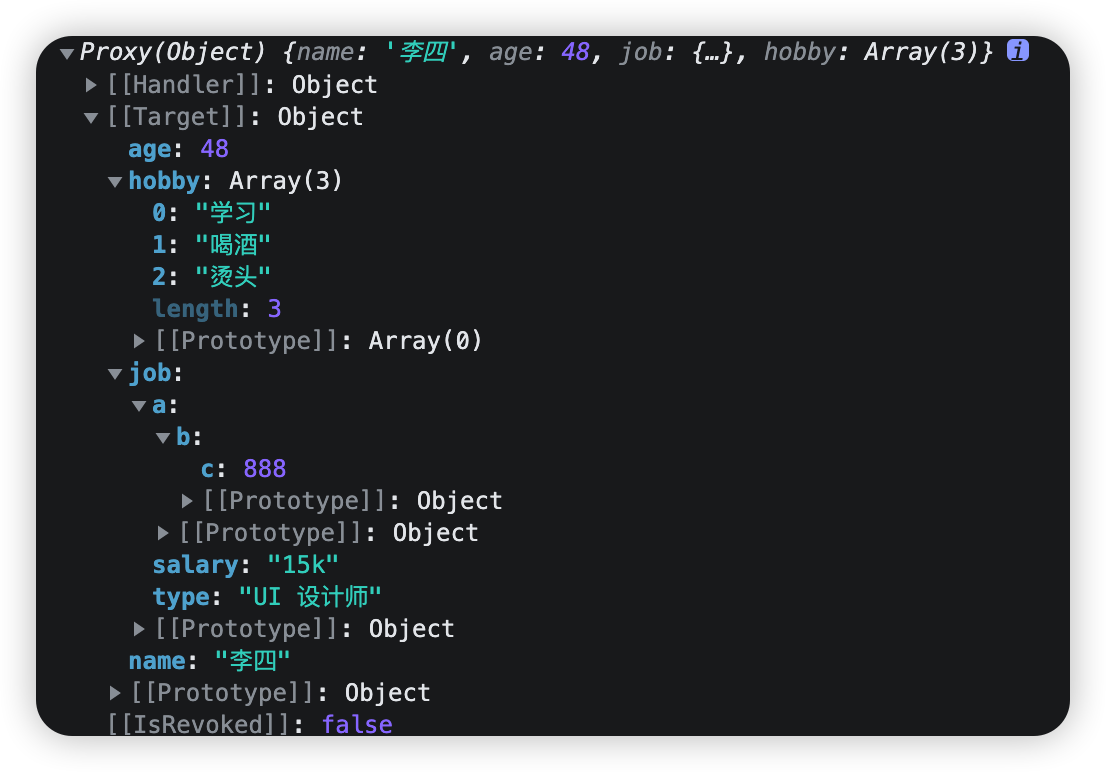 Proxy(Object) {name: '李四', age: 48, job: {…}, hobby: Array(3)} i
[[Handler]]: Object
[[Target]]: Object
age: 48
hobby: Array(3)
0: "学习"
1: "喝酒"
2: "烫头"
length: 3
[[Prototype]]: Array(0)
job:
a:
b:
c: 888
[[Prototype]]: Object
[[Prototype]]: Object
salary: "15k"
type: "UI 设计师"
[[Prototype]]: Object
name: "李四"
[[Prototype]]: Object
[[IsRevoked]]: false